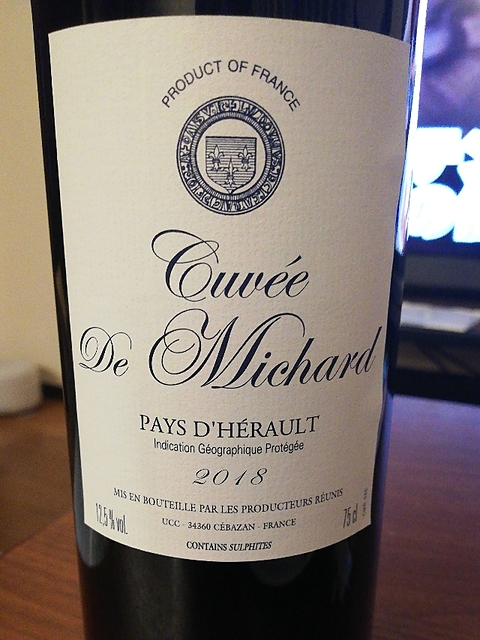 PRODUCT OF FRANCE
Cuvée
De Michard
PAYS D'HÉRAULT
Indication Géographique Protégée
2018
MIS EN BOUTEILLE PAR LES PRODUCTEURS RÉUNIS
12,5 % vol.
UCC - 34360 CÉBAZAN - FRANCE
75 cl
CONTAINS SULPHITES